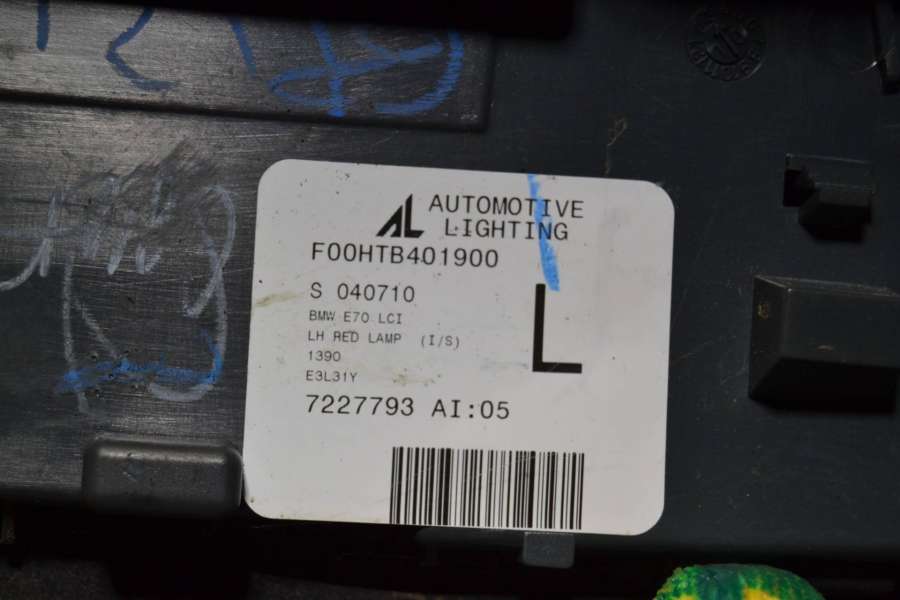 AL AUTOMOTIVE
LIGHTING
F00HTB401900
S 040710
BMW E70 LCI
LH RED LAMP (I/S)
L
1390
E3L31Y
7227793 AI:05